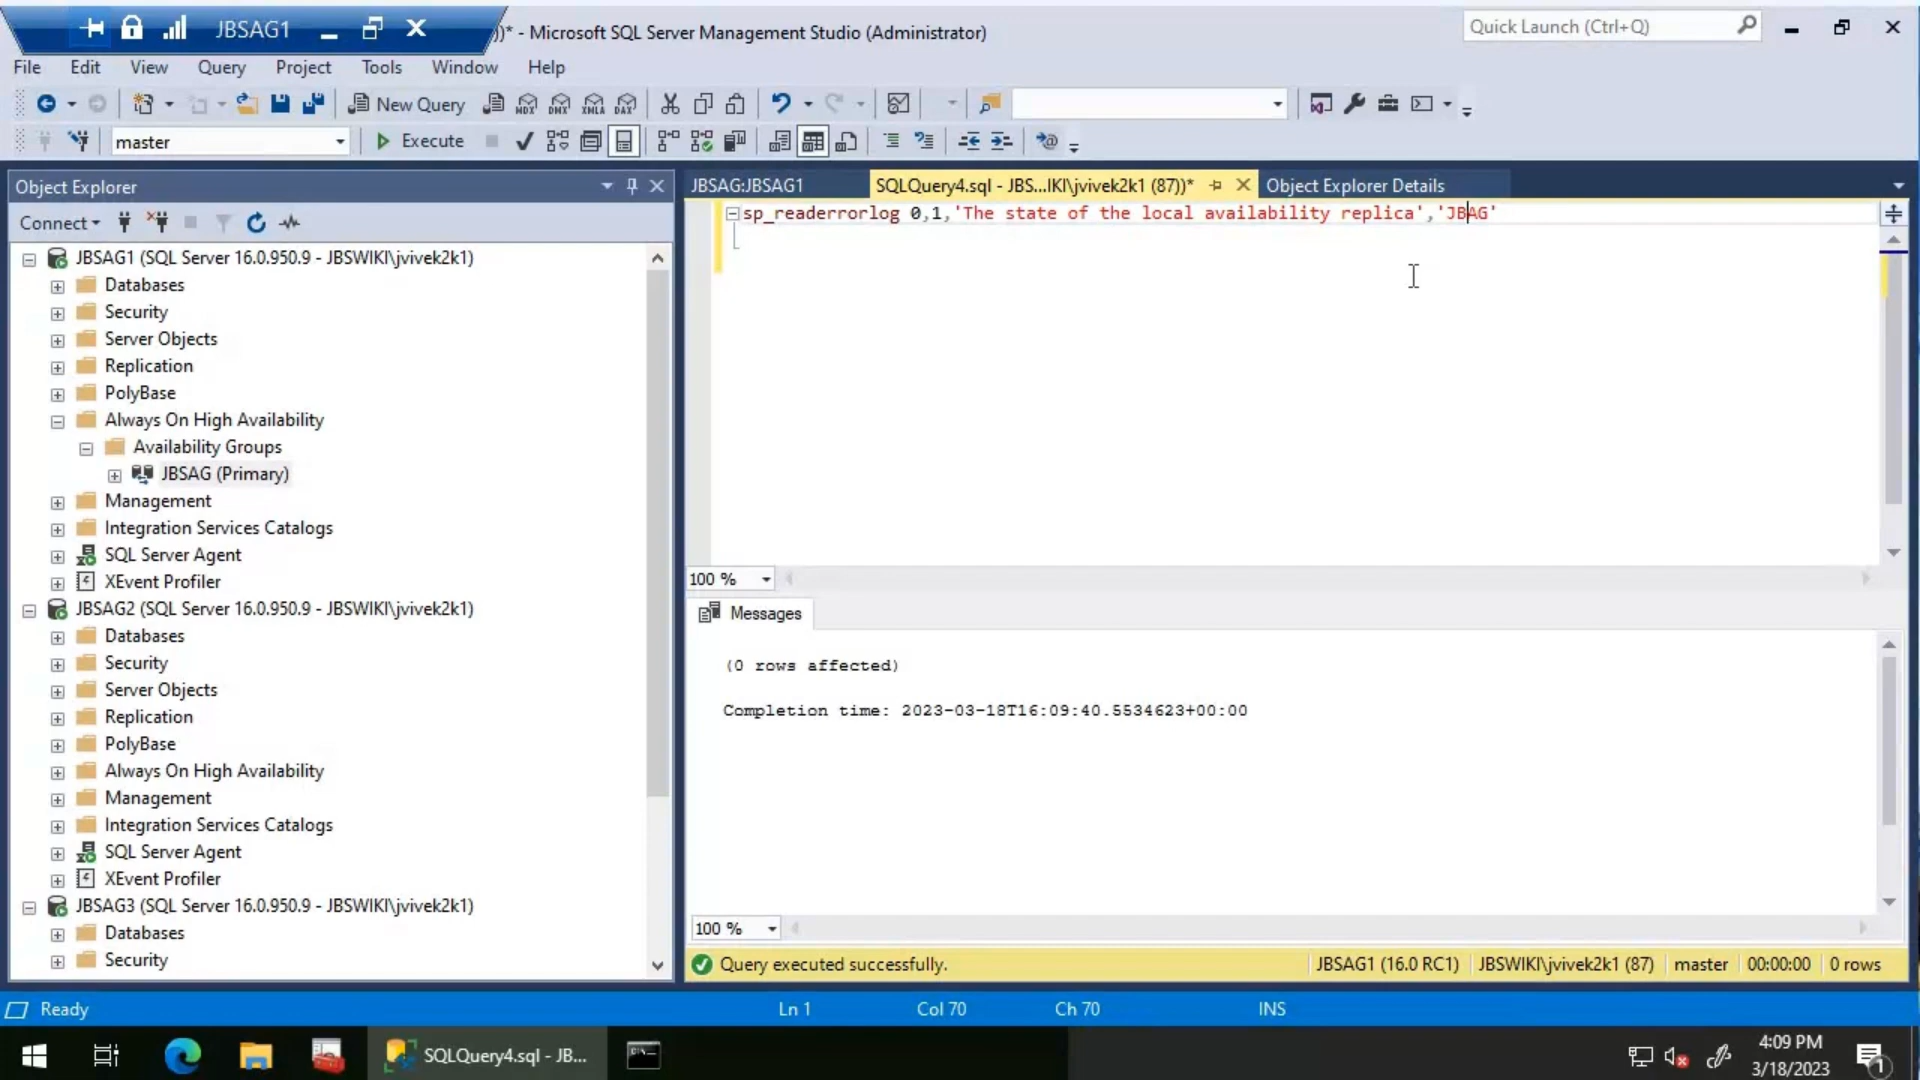 JBSAG1
))* - Microsoft SQL Server Management Studio (Administrator)
Quick Launch (Ctrl+Q)
File Edit View Query Project Tools Window Help
New Query MDX DMX XMLA DAX
master Execute
Object Explorer
JBSAG:JBSAG1
SQLQuery4.sql - JBS...IKI\jvivek2k1 (87))*
Object Explorer Details
Connect
sp_readerrorlog 0,1,'The state of the local availability replica','JBAG'
JBSAG1 (SQL Server 16.0.950.9 - JBSWIKI\jvivek2k1)
Databases
Security
Server Objects
Replication
PolyBase
Always On High Availability
Availability Groups
JBSAG (Primary)
Management
Integration Services Catalogs
SQL Server Agent
XEvent Profiler
JBSAG2 (SQL Server 16.0.950.9 - JBSWIKI\jvivek2k1)
Databases
Security
Server Objects
Replication
PolyBase
Always On High Availability
Management
Integration Services Catalogs
SQL Server Agent
XEvent Profiler
JBSAG3 (SQL Server 16.0.950.9 - JBSWIKI\jvivek2k1)
Databases
Security
100 %
Messages
(0 rows affected)
Completion time: 2023-03-18T16:09:40.5534623+00:00
100 %
Query executed successfully.
JBSAG1 (16.0 RC1)
JBSWIKI\jvivek2k1 (87)
master
00:00:00
0 rows
Ready
Ln 1
Col 70
Ch 70
INS
SQLQuery4.sql - JB...
4:09 PM
3/18/2023
1